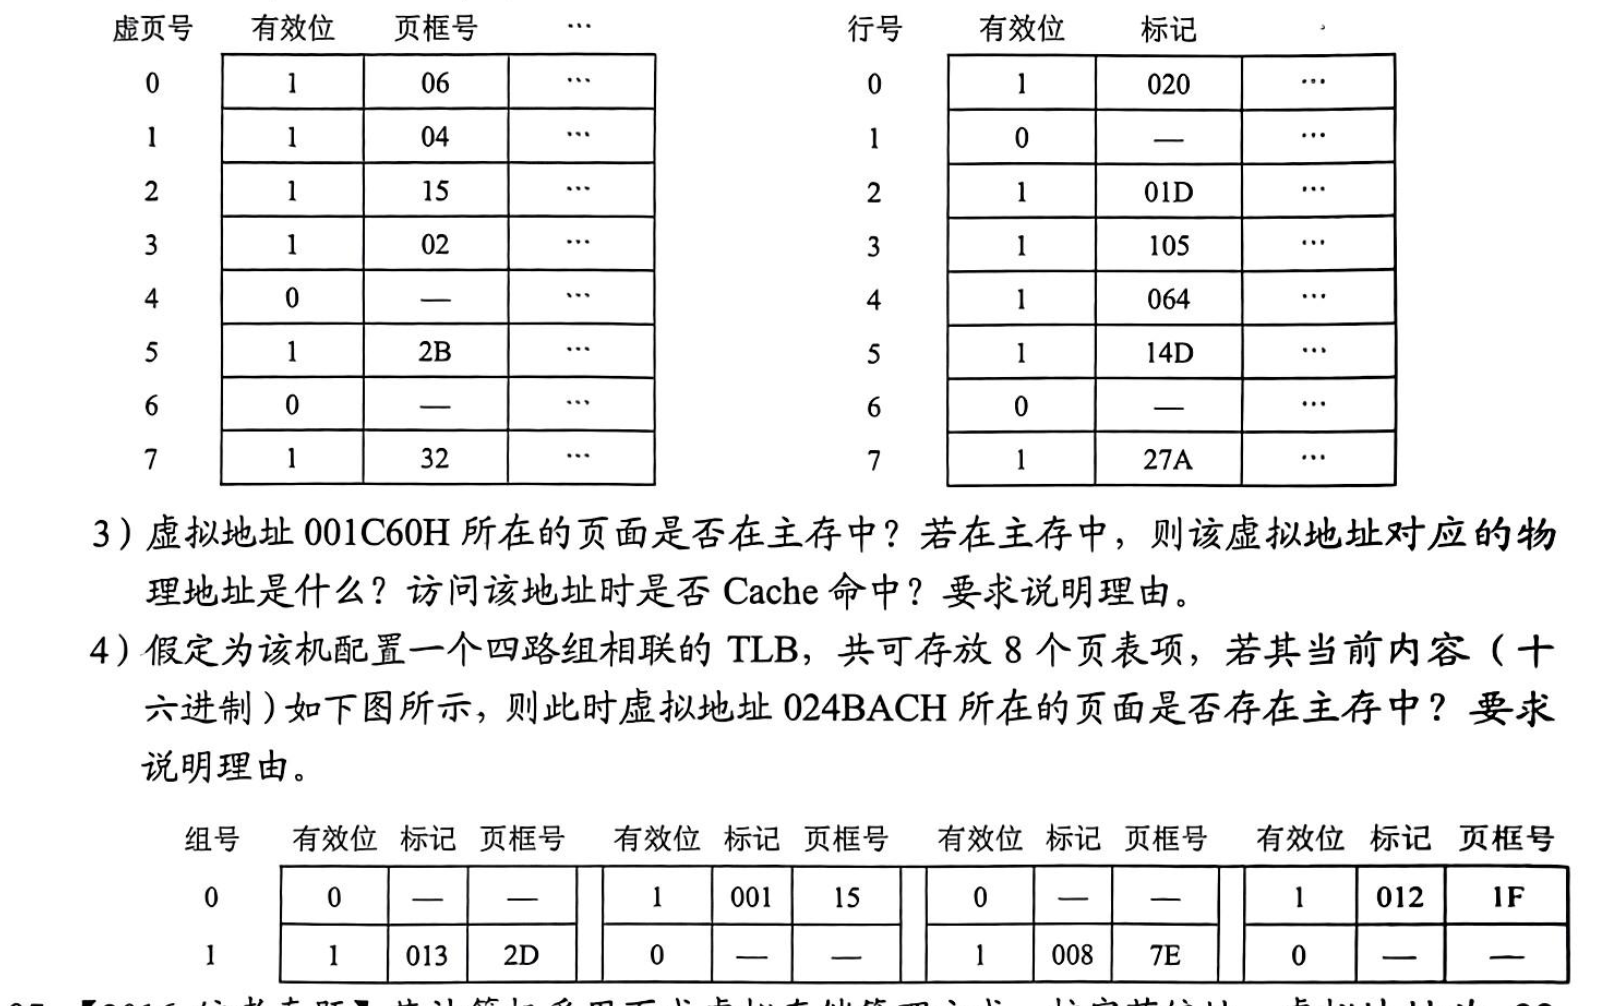 虚页号 有效位 页框号 … 行号 有效位 标记
0 1 06 … 0 1 020 …
1 1 04 … 1 0 — …
2 1 15 … 2 1 01D …
3 1 02 … 3 1 105 …
4 0 — … 4 1 064 …
5 1 2B … 5 1 14D …
6 0 — … 6 0 — …
7 1 32 … 7 1 27A …
3）虚拟地址 001C60H 所在的页面是否在主存中？若在主存中，则该虚拟地址对应的物
理地址是什么？访问该地址时是否 Cache 命中？要求说明理由。
4）假定为该机配置一个四路组相联的 TLB，共可存放 8 个页表项，若其当前内容（十
六进制）如下图所示，则此时虚拟地址 024BACH 所在的页面是否存在主存中？要求
说明理由。
组号 有效位 标记 页框号 有效位 标记 页框号 有效位 标记 页框号 有效位 标记 页框号
0 0 — — 1 001 15 0 — — 1 012 1F
1 1 013 2D 0 — — 1 008 7E 0 — —